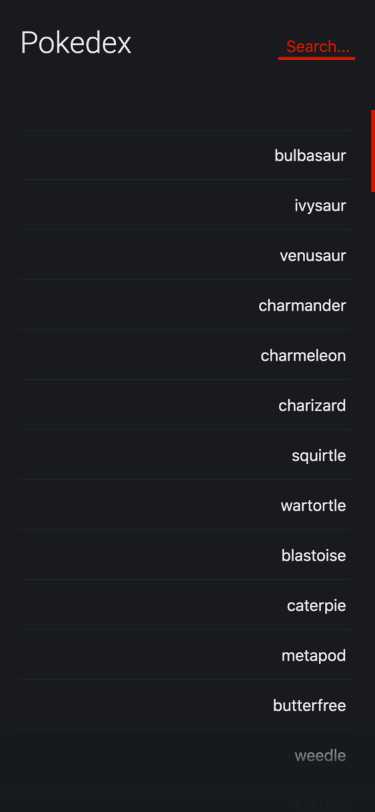 Pokedex
Search...
bulbasaur
ivysaur
venusaur
charmander
charmeleon
charizard
squirtle
wartortle
blastoise
caterpie
metapod
butterfree
weedle